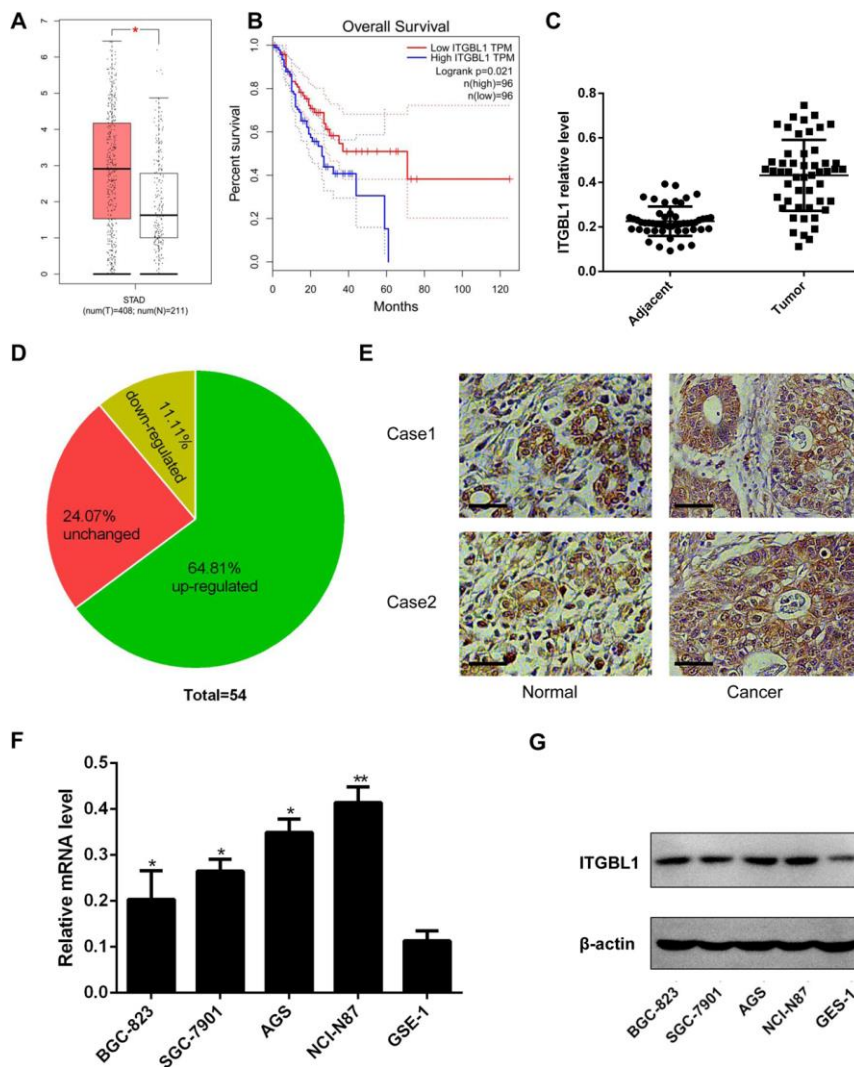 A
*
7
6
5
4
3
2
1
0
STAD
(num(T)=408; num(N)=211)
B
Overall Survival
Low ITGBL1 TPM
High ITGBL1 TPM
Logrank p=0.021
n(high)=96
n(low)=96
Percent survival
1.0
0.8
0.6
0.4
0.2
0.0
0 20 40 60 80 100 120
Months
C
ITGBL1 relative level
0.8
0.6
0.4
0.2
0.0
Adjacent
Tumor
D
11.11%
down-regulated
24.07%
unchanged
64.81%
up-regulated
Total=54
E
Case1
Case2
Normal Cancer
F
Relative mRNA level
0.5
0.4
0.3
0.2
0.1
0.0
* * * **
BGC-823
SGC-7901
AGS
NCI-N87
GSE-1
G
ITGBL1
β-actin
BGC-823
SGC-7901
AGS
NCI-N87
GES-1